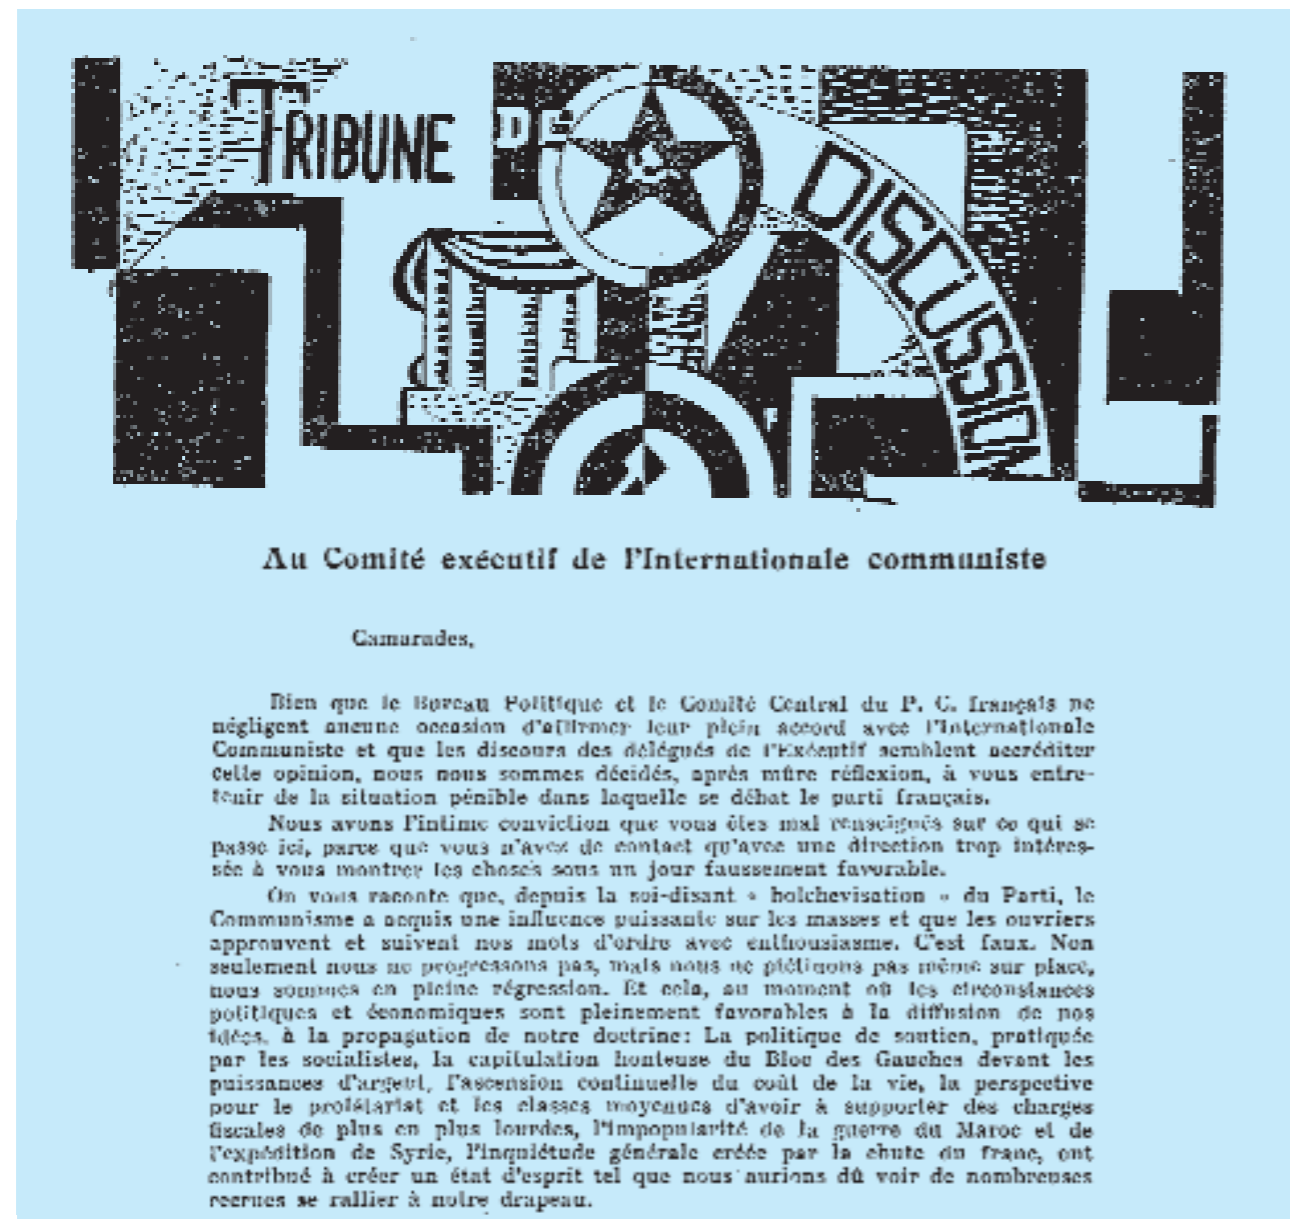 TRIBUNE DE DISCUSSION
Au Comité exécutif de l'Internationale communiste
Camarades,
Bien que le Bureau Politique et le Comité Central du P. C. français ne
négligent aucune occasion d'affirmer leur plein accord avec l'Internationale
Communiste et que les discours des délégués de l'Exécutif semblent accréditer
cette opinion, nous nous sommes décidés, après mûre réflexion, à vous entre-
tenir de la situation pénible dans laquelle se débat le parti français.
Nous avons l'intime conviction que vous êtes mal renseignés sur ce qui se
passe ici, parce que vous n'avez de contact qu'avec une direction trop intéres-
sée à vous montrer les choses sous un jour faussement favorable.
On vous raconte que, depuis la soi-disant « bolchevisation » du Parti, le
Communisme a acquis une influence puissante sur les masses et que les ouvriers
approuvent et suivent nos mots d'ordre avec enthousiasme. C'est faux. Non
seulement nous ne progressons pas, mais nous ne piétinons pas même sur place,
nous sommes en pleine régression. Et cela, au moment où les circonstances
politiques et économiques sont pleinement favorables à la diffusion de nos
idées, à la propagation de notre doctrine: La politique de soutien, pratiquée
par les socialistes, la capitulation honteuse du Bloc des Gauches devant les
puissances d'argent, l'ascension continuelle du coût de la vie, la perspective
pour le prolétariat et les classes moyennes d'avoir à supporter des charges
fiscales de plus en plus lourdes, l'impopularité de la guerre du Maroc et de
l'expédition de Syrie, l'inquiétude générale créée par la chute du franc, ont
contribué à créer un état d'esprit tel que nous aurions dû voir de nombreuses
recrues se rallier à notre drapeau.